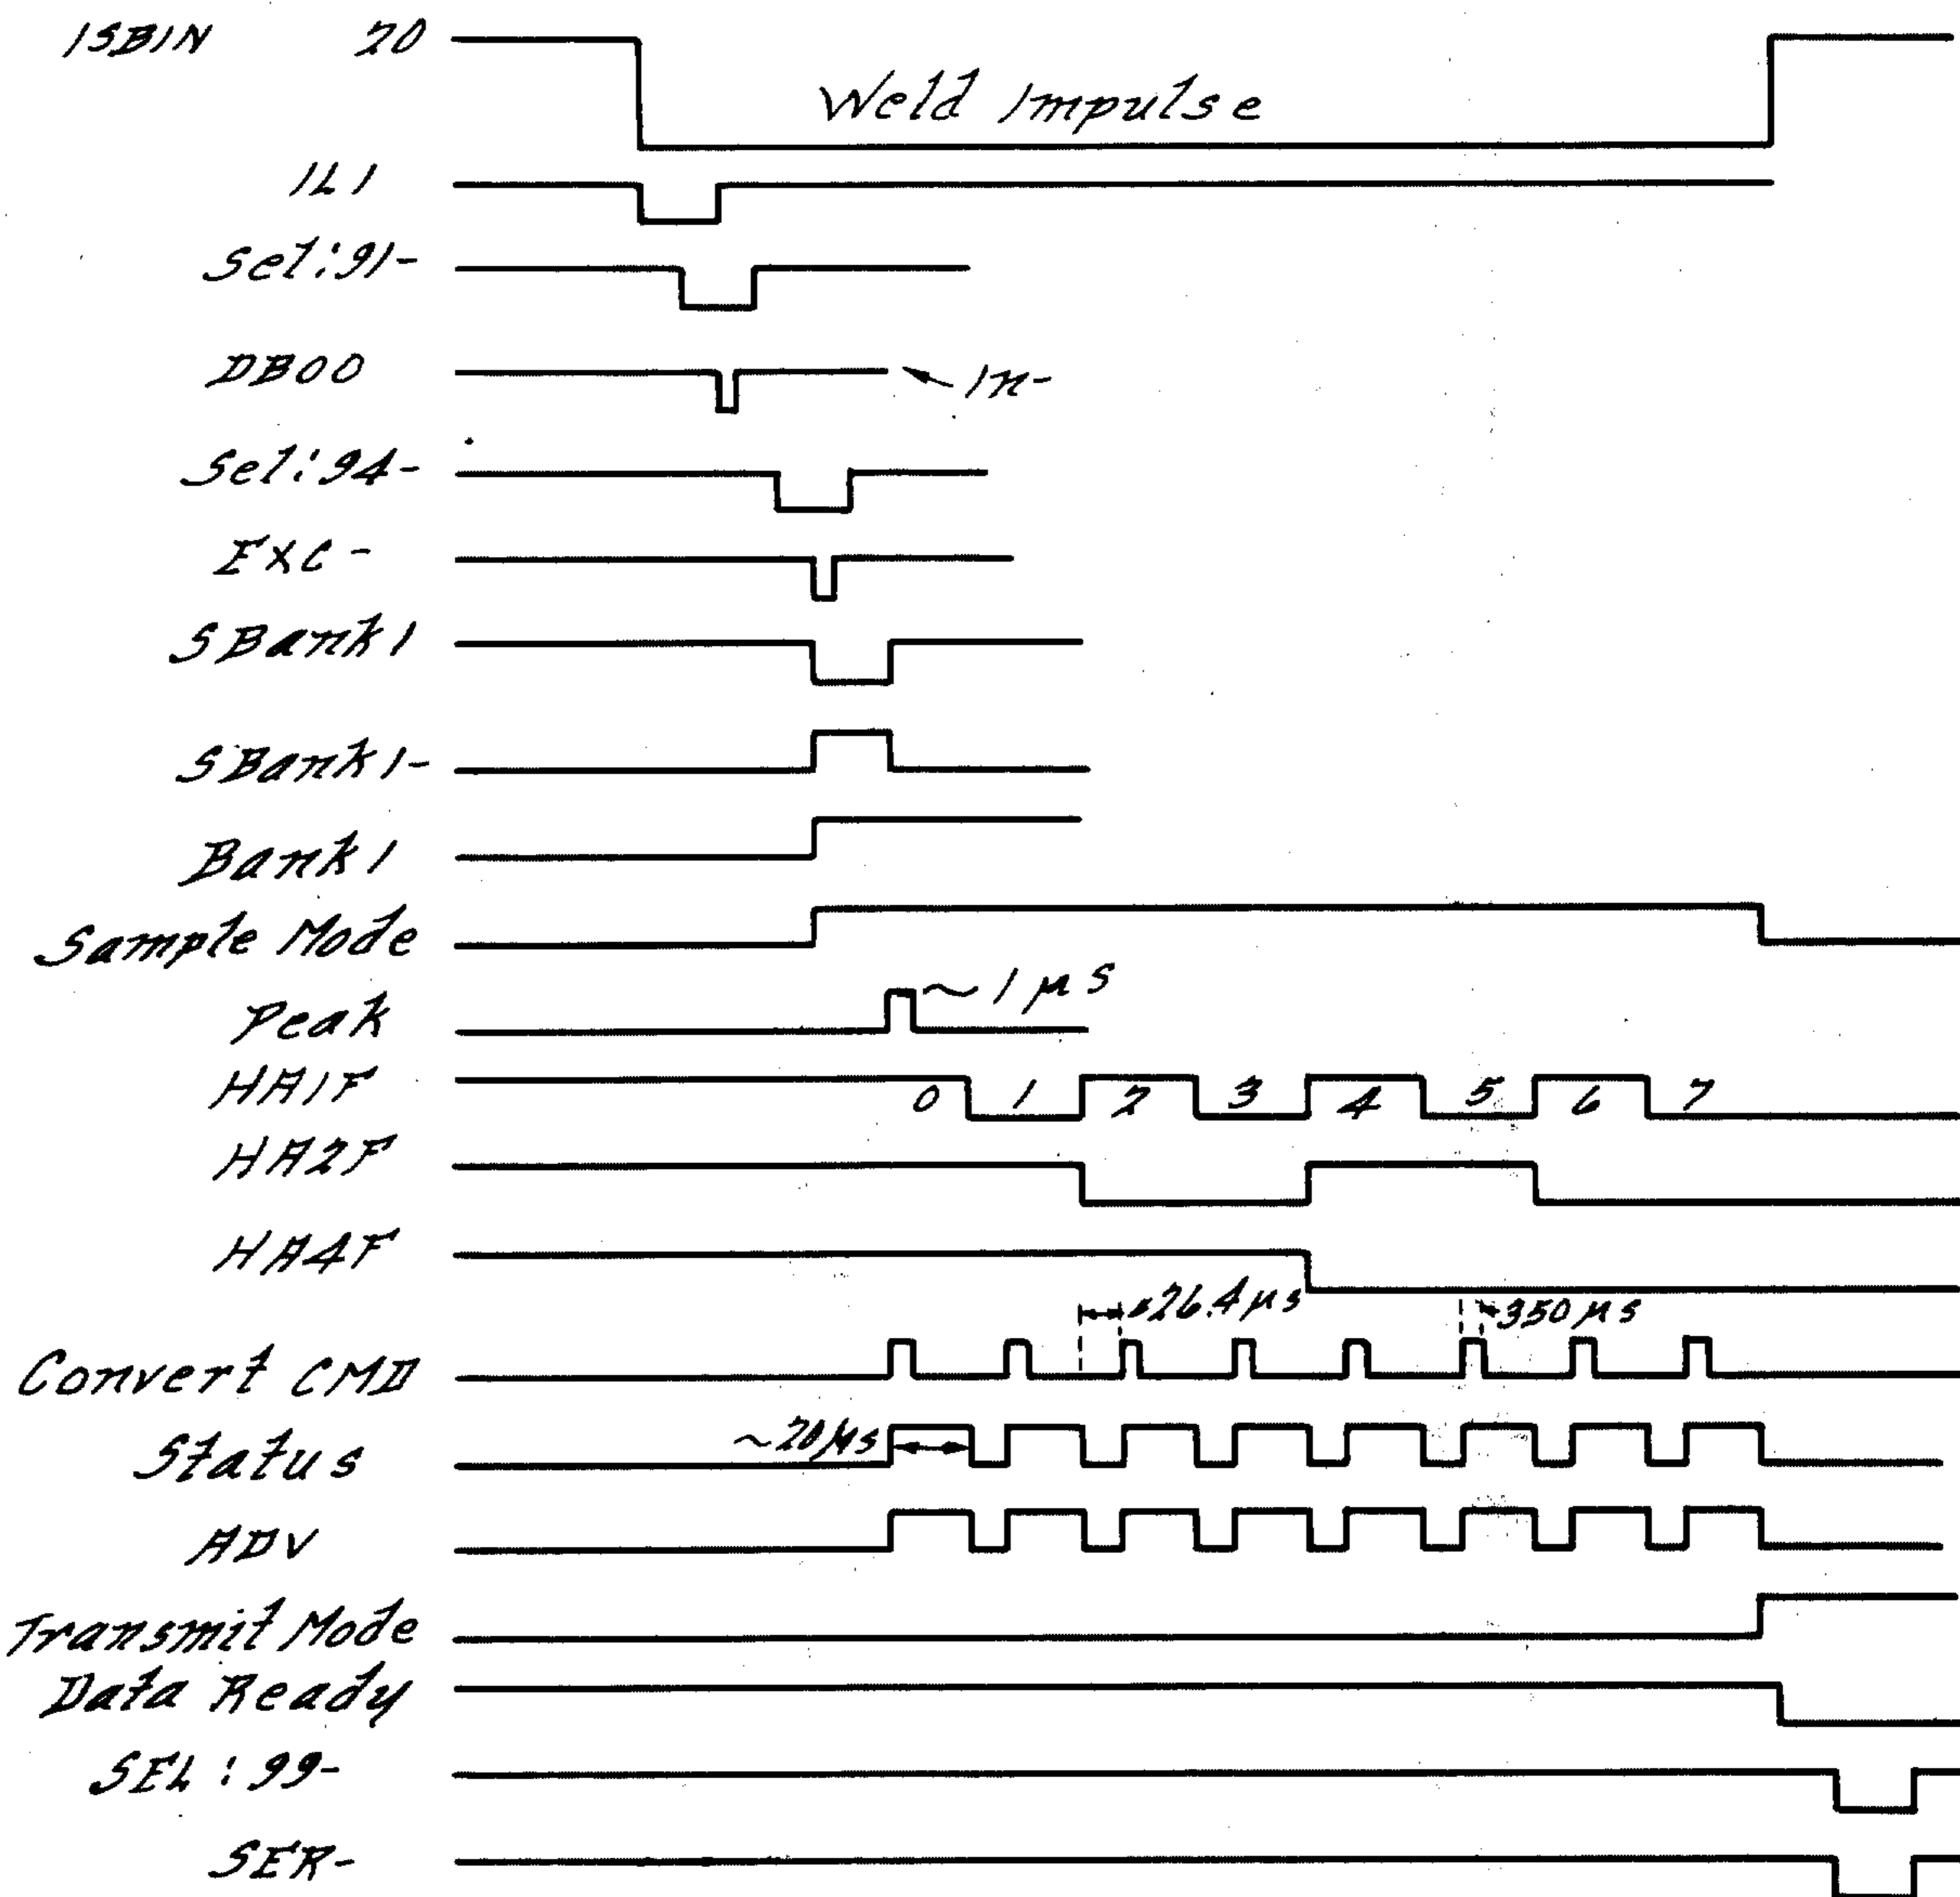 ISBIN 20
Weld Impulse
IL1
Sel:91-
DB00
In-
Sel:94-
EXC-
SBank1
SBank1-
Bank1
Sample Mode
Peak
~1 µs
HA1F
0 1 2 3 4 5 6 7
HA2F
HA4F
26.4 µs
350 µs
Convert CMD
Status
~20 µs
ADV
Transmit Mode
Data Ready
SEL:99-
SER-